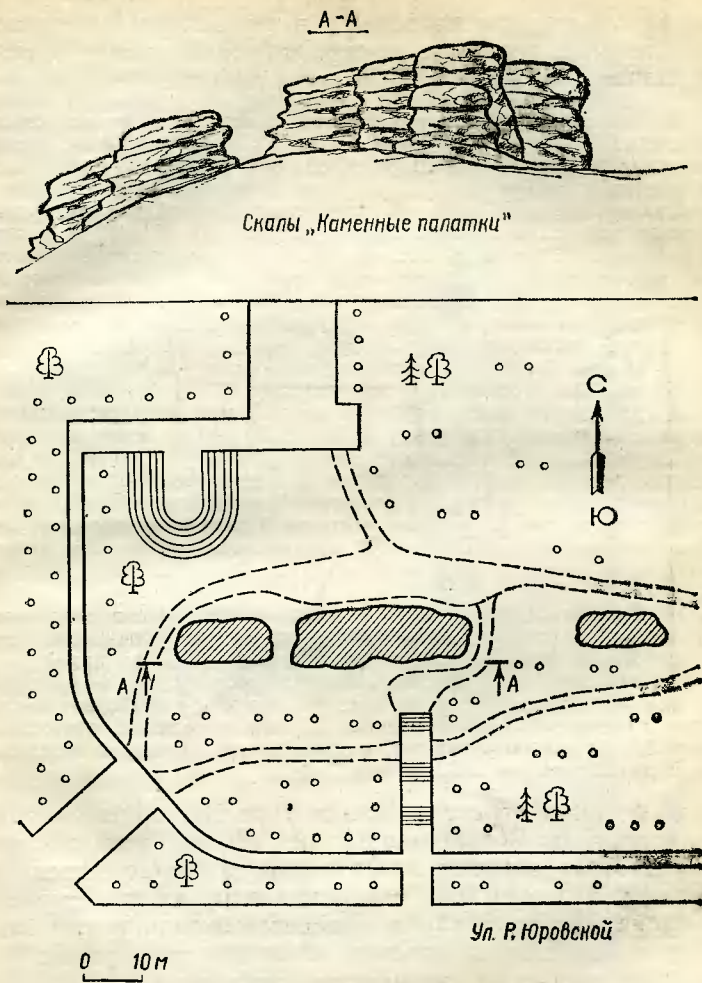 А-А
Скалы „Каменные палатки"
С
Ю
А А
Ул. Р. Юровской
0 10 м